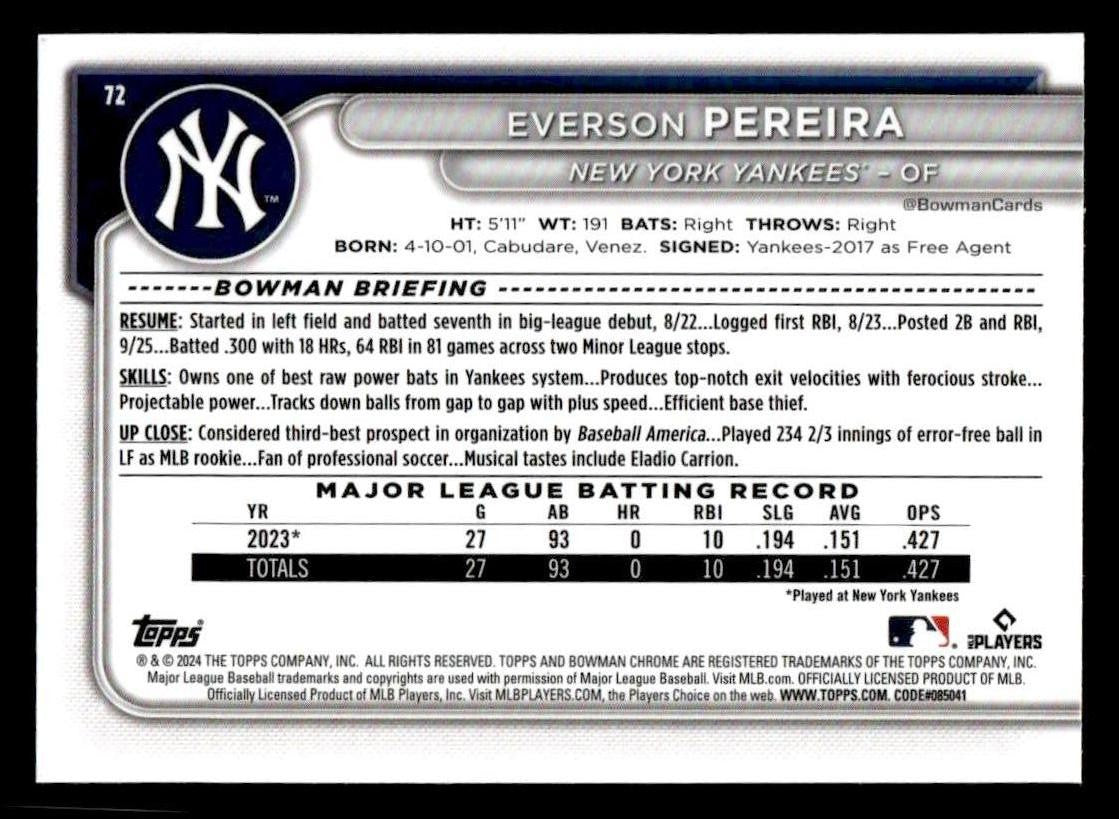 72
NY
TM
EVERSON PEREIRA
NEW YORK YANKEES™ – OF
@BowmanCards
HT: 5'11" WT: 191 BATS: Right THROWS: Right
BORN: 4-10-01, Cabudare, Venez. SIGNED: Yankees-2017 as Free Agent
BOWMAN BRIEFING
RESUME: Started in left field and batted seventh in big-league debut, 8/22...Logged first RBI, 8/23...Posted 2B and RBI,
9/25...Batted .300 with 18 HRs, 64 RBI in 81 games across two Minor League stops.
SKILLS: Owns one of best raw power bats in Yankees system...Produces top-notch exit velocities with ferocious stroke...
Projectable power...Tracks down balls from gap to gap with plus speed...Efficient base thief.
UP CLOSE: Considered third-best prospect in organization by Baseball America...Played 234 2/3 innings of error-free ball in
LF as MLB rookie...Fan of professional soccer...Musical tastes include Eladio Carrion.
MAJOR LEAGUE BATTING RECORD
YR G AB HR RBI SLG AVG OPS
2023* 27 93 0 10 .194 .151 .427
TOTALS 27 93 0 10 .194 .151 .427
*Played at New York Yankees
Topps®
MLB PLAYERS
® & © 2024 THE TOPPS COMPANY, INC. ALL RIGHTS RESERVED. TOPPS AND BOWMAN CHROME ARE REGISTERED TRADEMARKS OF THE TOPPS COMPANY, INC.
Major League Baseball trademarks and copyrights are used with permission of Major League Baseball. Visit MLB.com. OFFICIALLY LICENSED PRODUCT OF MLB.
Officially Licensed Product of MLB Players, Inc. Visit MLBPLAYERS.COM, the Players Choice on the web. WWW.TOPPS.COM. CODE#085041